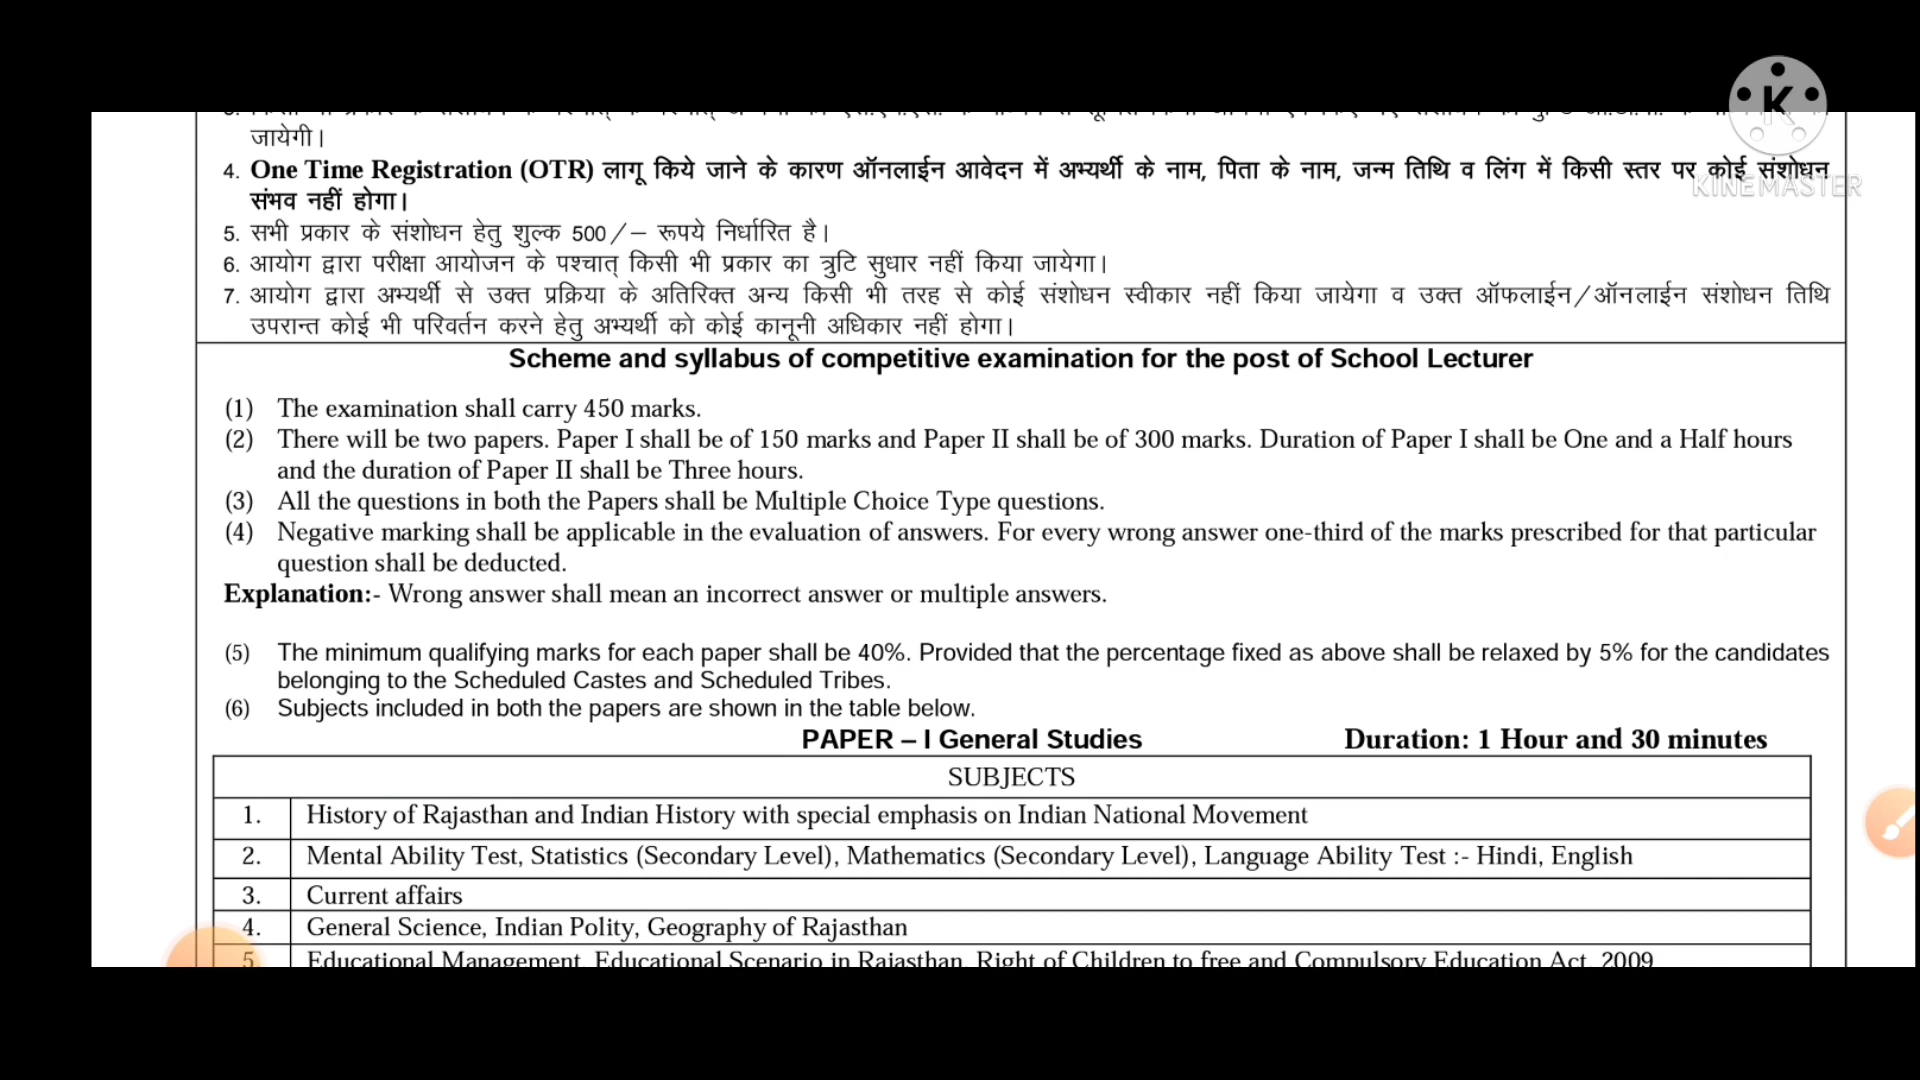 जायेगी।
4. One Time Registration (OTR) लागू किये जाने के कारण ऑनलाईन आवेदन में अभ्यर्थी के नाम, पिता के नाम, जन्म तिथि व लिंग में किसी स्तर पर कोई संशोधन
संभव नहीं होगा।
5. सभी प्रकार के संशोधन हेतु शुल्क 500/– रूपये निर्धारित है।
6. आयोग द्वारा परीक्षा आयोजन के पश्चात् किसी भी प्रकार का त्रुटि सुधार नहीं किया जायेगा।
7. आयोग द्वारा अभ्यर्थी से उक्त प्रक्रिया के अतिरिक्त अन्य किसी भी तरह से कोई संशोधन स्वीकार नहीं किया जायेगा व उक्त ऑफलाईन/ऑनलाईन संशोधन तिथि
उपरान्त कोई भी परिवर्तन करने हेतु अभ्यर्थी को कोई कानूनी अधिकार नहीं होगा।
Scheme and syllabus of competitive examination for the post of School Lecturer
(1) The examination shall carry 450 marks.
(2) There will be two papers. Paper I shall be of 150 marks and Paper II shall be of 300 marks. Duration of Paper I shall be One and a Half hours
and the duration of Paper II shall be Three hours.
(3) All the questions in both the Papers shall be Multiple Choice Type questions.
(4) Negative marking shall be applicable in the evaluation of answers. For every wrong answer one-third of the marks prescribed for that particular
question shall be deducted.
Explanation:- Wrong answer shall mean an incorrect answer or multiple answers.
(5) The minimum qualifying marks for each paper shall be 40%. Provided that the percentage fixed as above shall be relaxed by 5% for the candidates
belonging to the Scheduled Castes and Scheduled Tribes.
(6) Subjects included in both the papers are shown in the table below.
PAPER – I General Studies Duration: 1 Hour and 30 minutes
SUBJECTS
1. History of Rajasthan and Indian History with special emphasis on Indian National Movement
2. Mental Ability Test, Statistics (Secondary Level), Mathematics (Secondary Level), Language Ability Test :- Hindi, English
3. Current affairs
4. General Science, Indian Polity, Geography of Rajasthan
5 Educational Management, Educational Scenario in Rajasthan, Right of Children to free and Compulsory Education Act, 2009
K
KINEMASTER